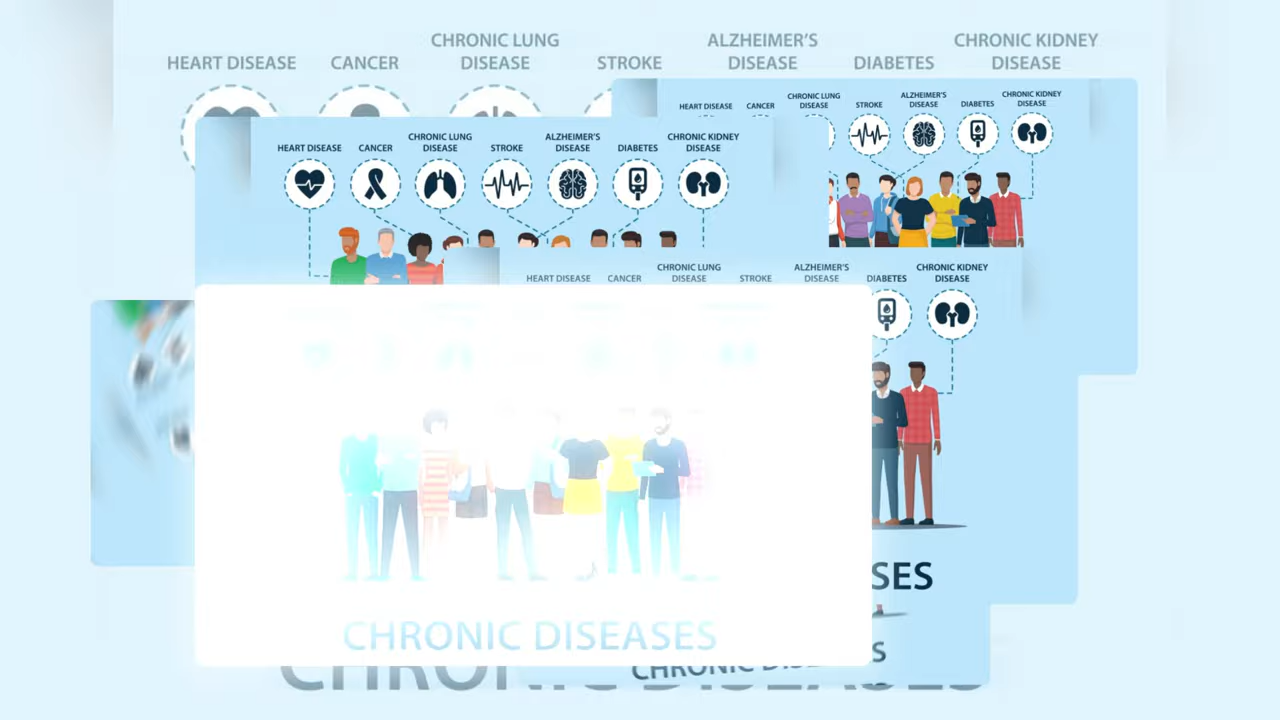 CHRONIC LUNG
ALZHEIMER'S
CHRONIC KIDNEY
HEART DISEASE
CANCER
DISEASE
STROKE
DISEASE
DIABETES
DISEASE
CHRONIC LUNG
ALZHEIMER'S
CHRONIC KIDNEY
HEART DISEASE
CANCER
DISEASE
STROKE
DISEASE
DIABETES
DISEASE
CHRONIC LUNG
ALZHEIMER'S
CHRONIC KIDNEY
HEART DISEASE
CANCER
DISEASE
STROKE
DISEASE
DIABETES
DISEASE
CHRONIC LUNG
ALZHEIMER'S
CHRONIC KIDNEY
HEART DISEASE
CANCER
DISEASE
STROKE
DISEASE
DIABETES
DISEASE
SES
CHRONIC DISEASES